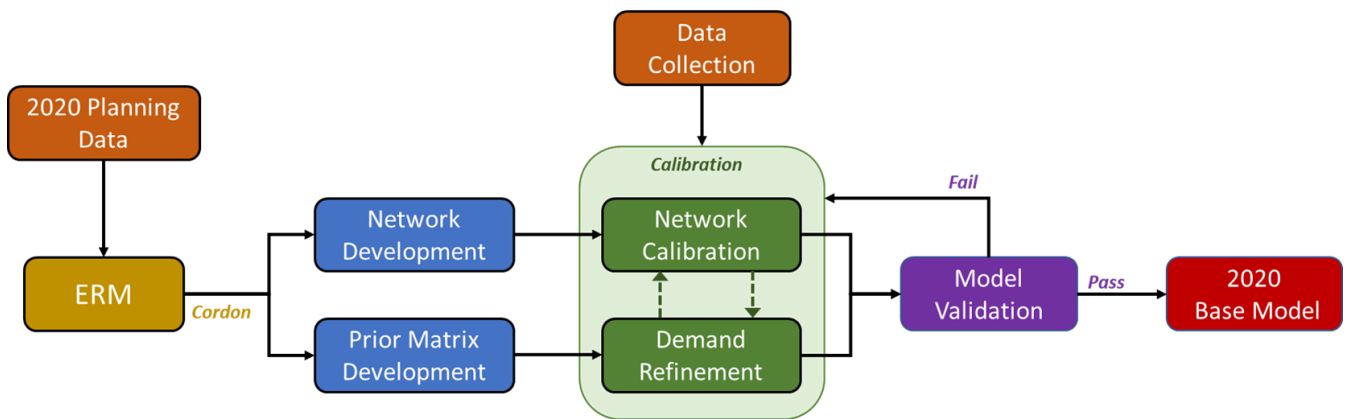 Data
Collection
2020 Planning
Data
Calibration
Fail
Network
Development
Network
Calibration
ERM
Cordon
Model
Validation
Pass
2020
Base Model
Prior Matrix
Development
Demand
Refinement